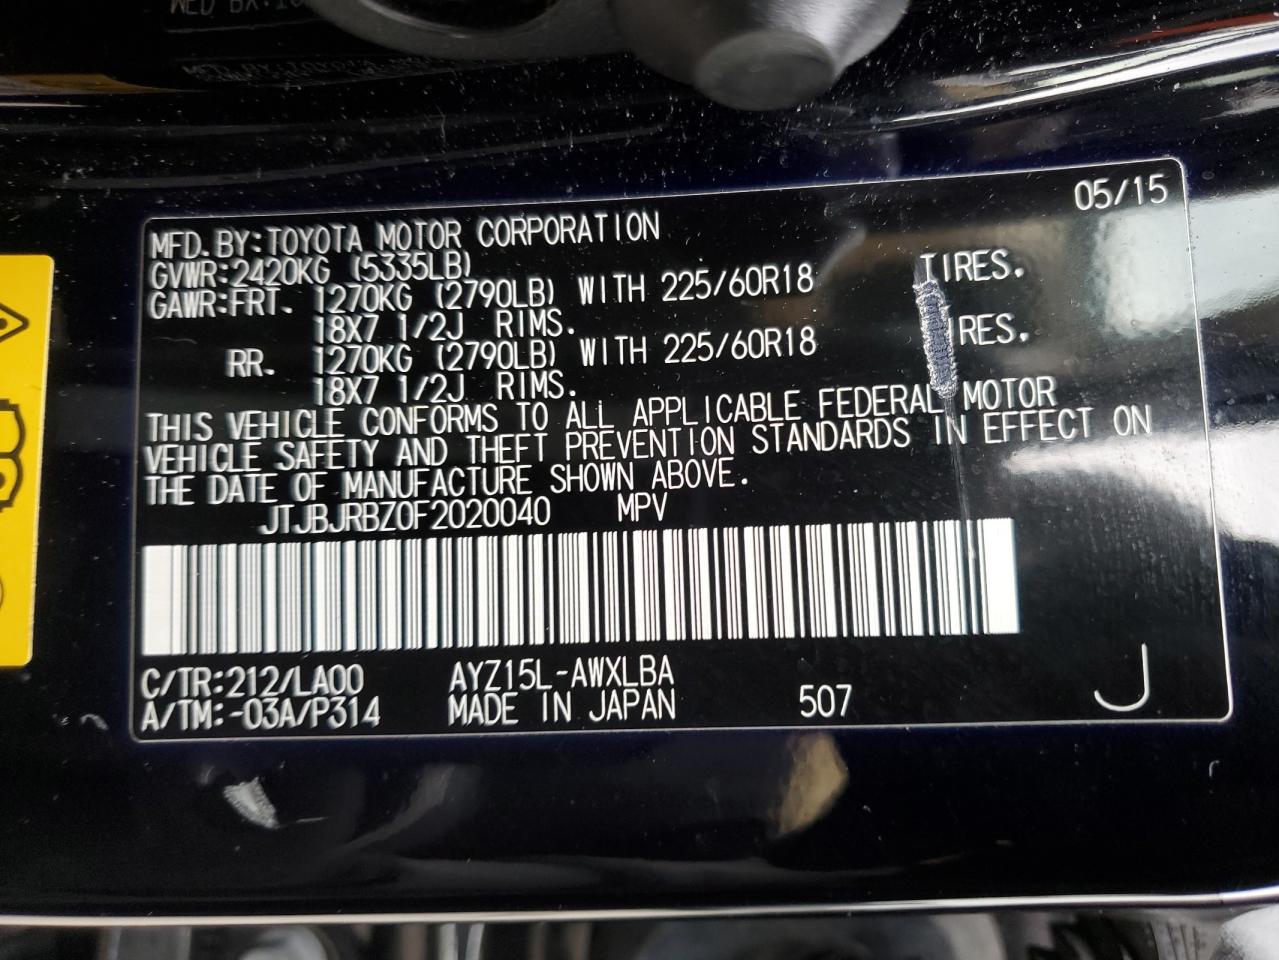 05/15
MFD.BY:TOYOTA MOTOR CORPORATION
GVWR:2420KG (5335LB)
GAWR:FRT. 1270KG (2790LB) WITH 225/60R18 TIRES.
18X7 1/2J RIMS.
RR. 1270KG (2790LB) WITH 225/60R18 IRES.
18X7 1/2J RIMS.
THIS VEHICLE CONFORMS TO ALL APPLICABLE FEDERAL MOTOR
VEHICLE SAFETY AND THEFT PREVENTION STANDARDS IN EFFECT ON
THE DATE OF MANUFACTURE SHOWN ABOVE.
JTJBJRBZ0F2020040 MPV
C/TR:212/LA00 AYZ15L-AWXLBA
A/TM:-03A/P314 MADE IN JAPAN 507 J